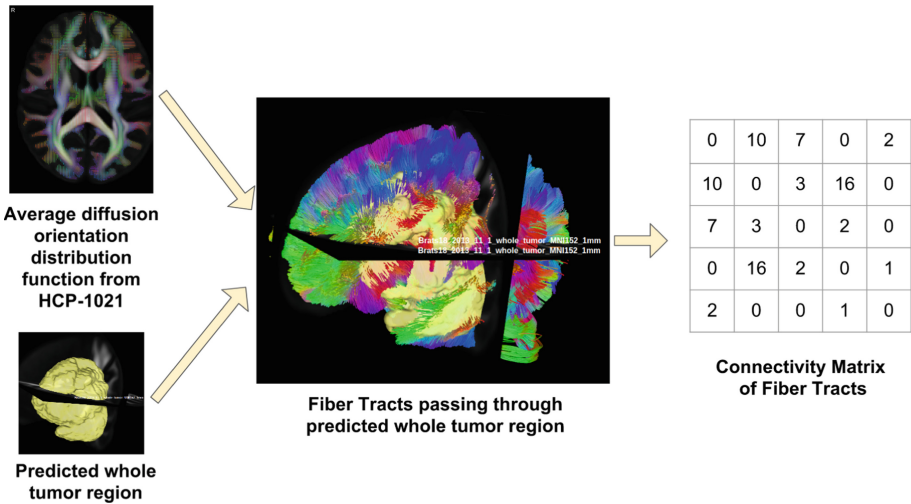 R
Average diffusion
orientation
distribution
function from
HCP-1021
Predicted whole
tumor region
Brats18_2013_11_1_whole_tumor_MNI152_1mm
Brats18_2013_11_1_whole_tumor_MNI152_1mm
Fiber Tracts passing through
predicted whole tumor region
0 10 7 0 2
10 0 3 16 0
7 3 0 2 0
0 16 2 0 1
2 0 0 1 0
Connectivity Matrix
of Fiber Tracts